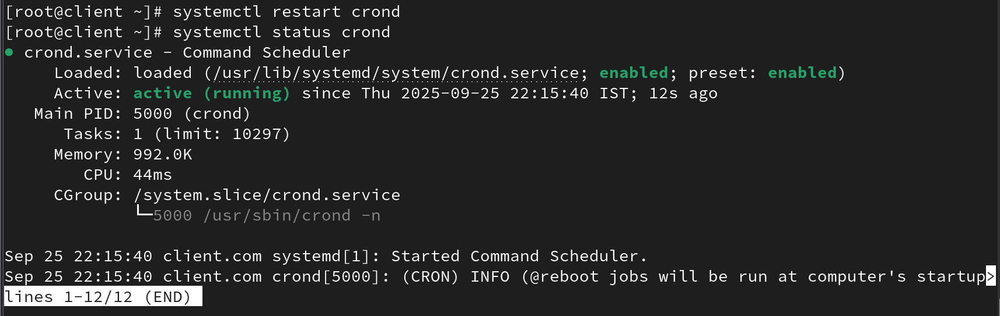 [root@client ~]# systemctl restart crond
[root@client ~]# systemctl status crond
● crond.service - Command Scheduler
     Loaded: loaded (/usr/lib/systemd/system/crond.service; enabled; preset: enabled)
     Active: active (running) since Thu 2025-09-25 22:15:40 IST; 12s ago
   Main PID: 5000 (crond)
      Tasks: 1 (limit: 10297)
     Memory: 992.0K
        CPU: 44ms
     CGroup: /system.slice/crond.service
             └─5000 /usr/sbin/crond -n

Sep 25 22:15:40 client.com systemd[1]: Started Command Scheduler.
Sep 25 22:15:40 client.com crond[5000]: (CRON) INFO (@reboot jobs will be run at computer's startup>
lines 1-12/12 (END)